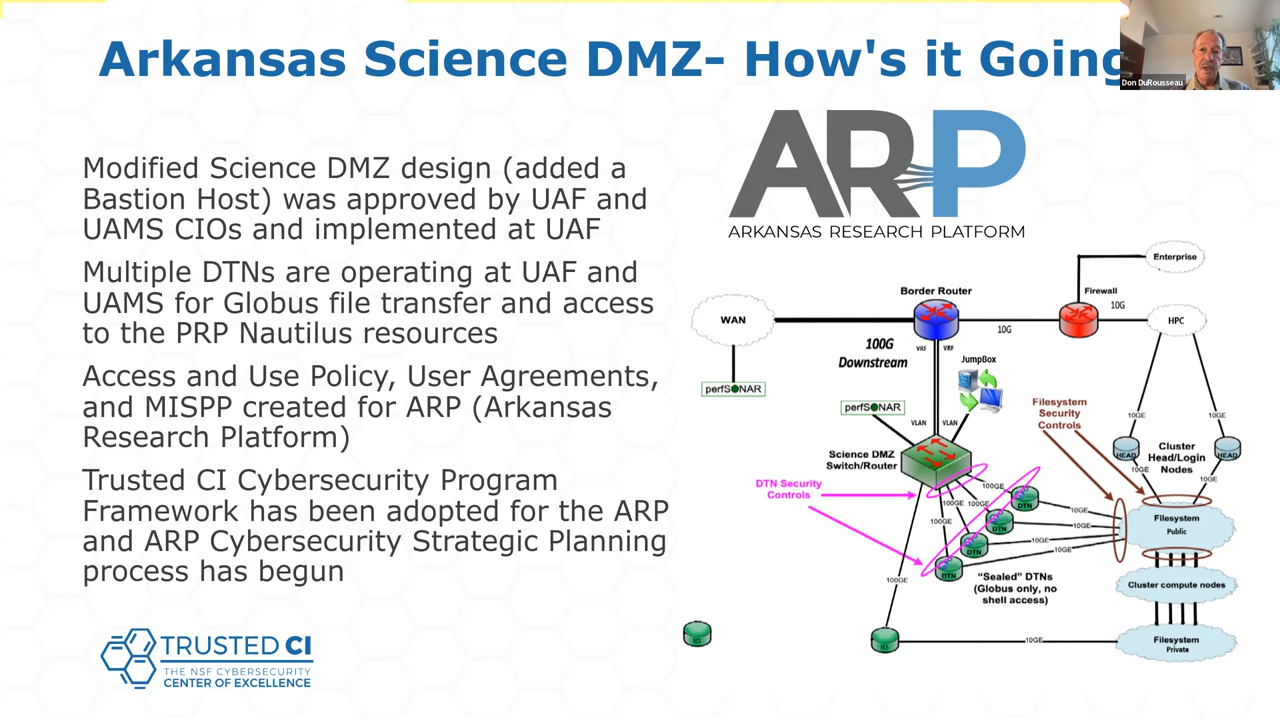 Arkansas Science DMZ- How's it Going
Don DuRousseau
Modified Science DMZ design (added a
Bastion Host) was approved by UAF and
UAMS CIOs and implemented at UAF
Multiple DTNs are operating at UAF and
UAMS for Globus file transfer and access
to the PRP Nautilus resources
Access and Use Policy, User Agreements,
and MISPP created for ARP (Arkansas
Research Platform)
Trusted CI Cybersecurity Program
Framework has been adopted for the ARP
and ARP Cybersecurity Strategic Planning
process has begun
TRUSTED CI
THE NSF CYBERSECURITY
CENTER OF EXCELLENCE
ARP
ARKANSAS RESEARCH PLATFORM
Enterprise
Border Router
Firewall
10G
WAN
10G
HPC
100G
Downstream
VRF
VRF
JumpBox
perfSONAR
perfSONAR
Filesystem
Security
Controls
VLAN
VLAN
10GE
10GE
Science DMZ
Switch/Router
HEAD
Cluster
Head/Login
Nodes
HEAD
10GE
10GE
DTN Security
Controls
100GE
100GE
100GE
100GE
DTN
DTN
DTN
DTN
10GE
10GE
10GE
10GE
Filesystem
Public
"Sealed" DTNs
(Globus only, no
shell access)
100GE
Cluster compute nodes
10GE
Filesystem
Private